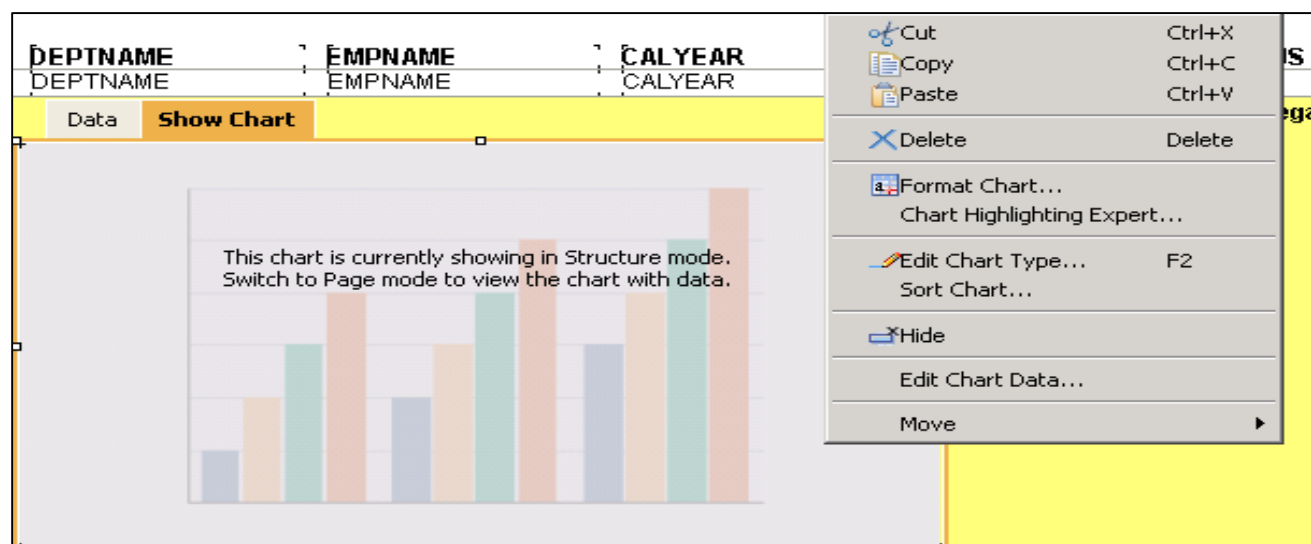 DEPTNAME EMPNAME CALYEAR
DEPTNAME EMPNAME CALYEAR
Data Show Chart
This chart is currently showing in Structure mode.
Switch to Page mode to view the chart with data.
Cut Ctrl+X
Copy Ctrl+C
Paste Ctrl+V
Delete Delete
Format Chart...
Chart Highlighting Expert...
Edit Chart Type... F2
Sort Chart...
Hide
Edit Chart Data...
Move